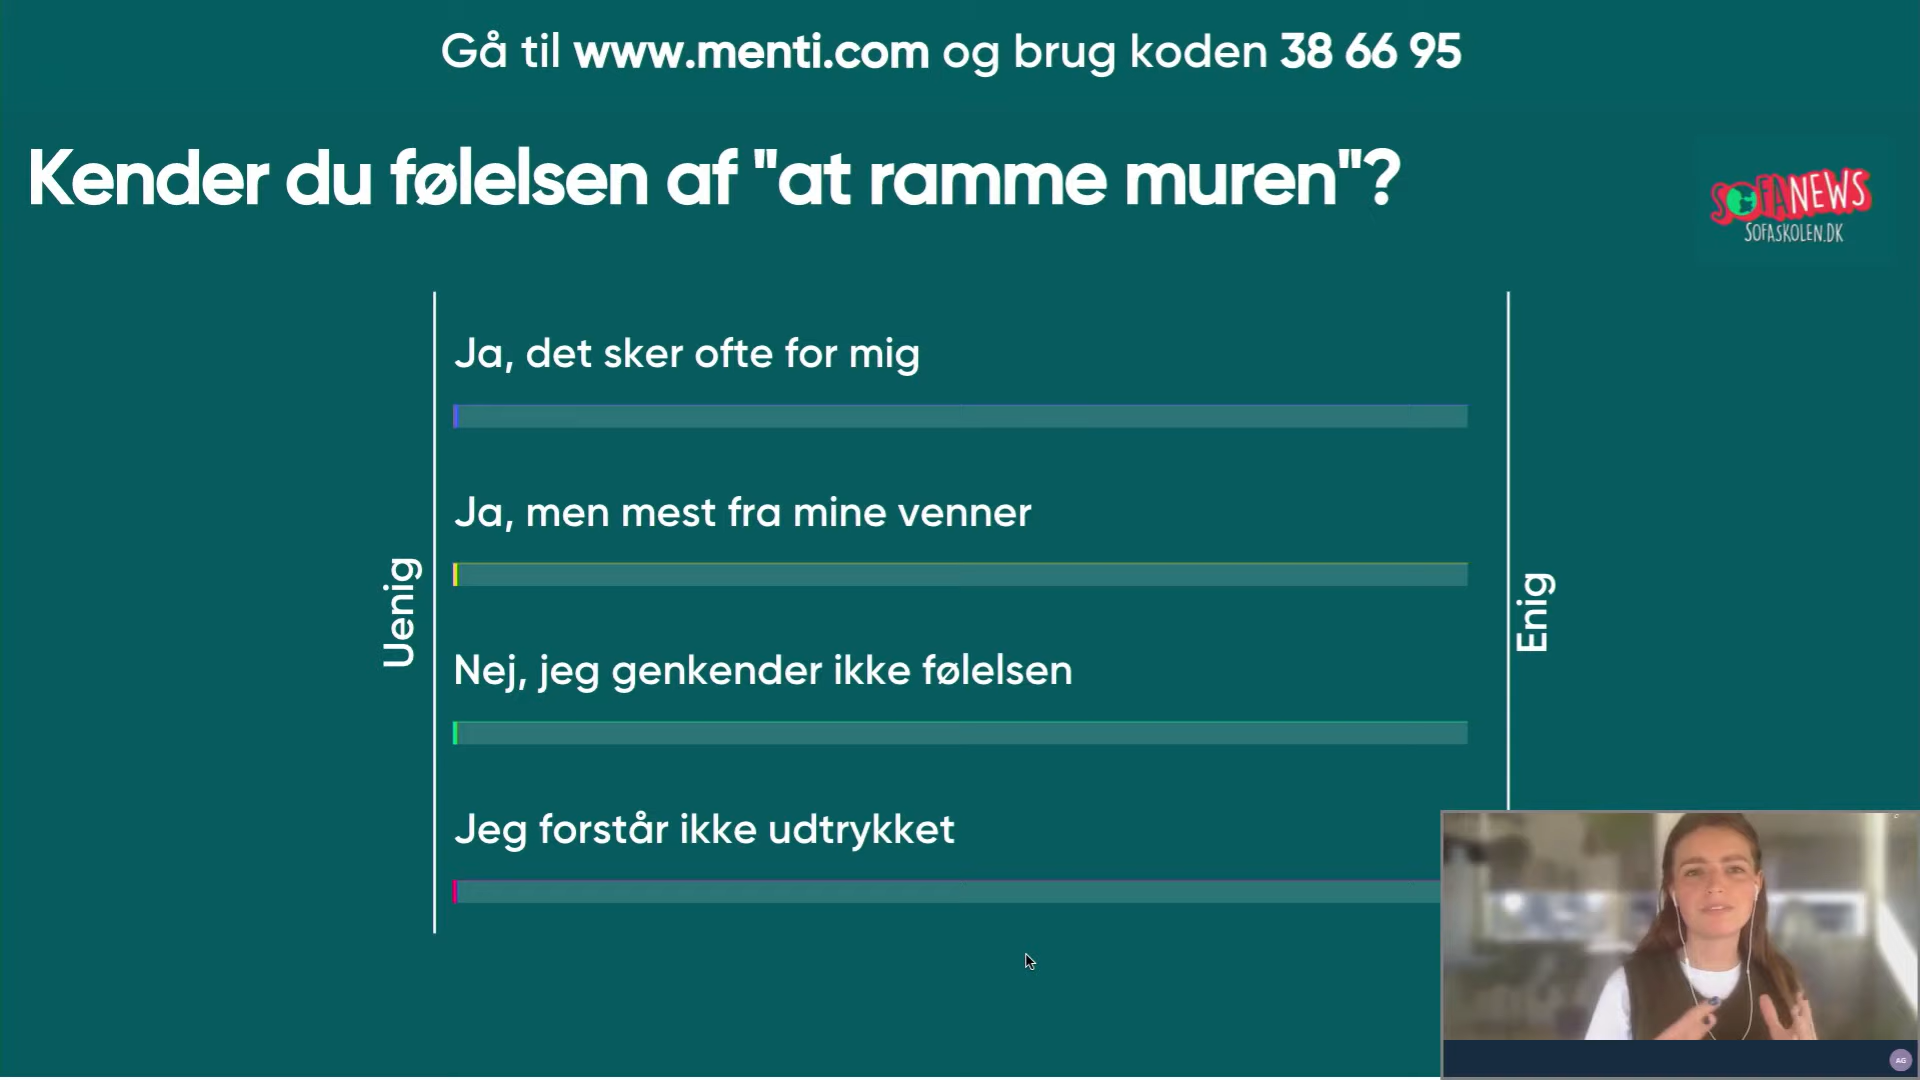 Gå til www.menti.com og brug koden 38 66 95
Kender du følelsen af "at ramme muren"?
SOFANEWS
SOFASKOLEN.DK
Ja, det sker ofte for mig
Ja, men mest fra mine venner
Uenig
Enig
Nej, jeg genkender ikke følelsen
Jeg forstår ikke udtrykket
AG